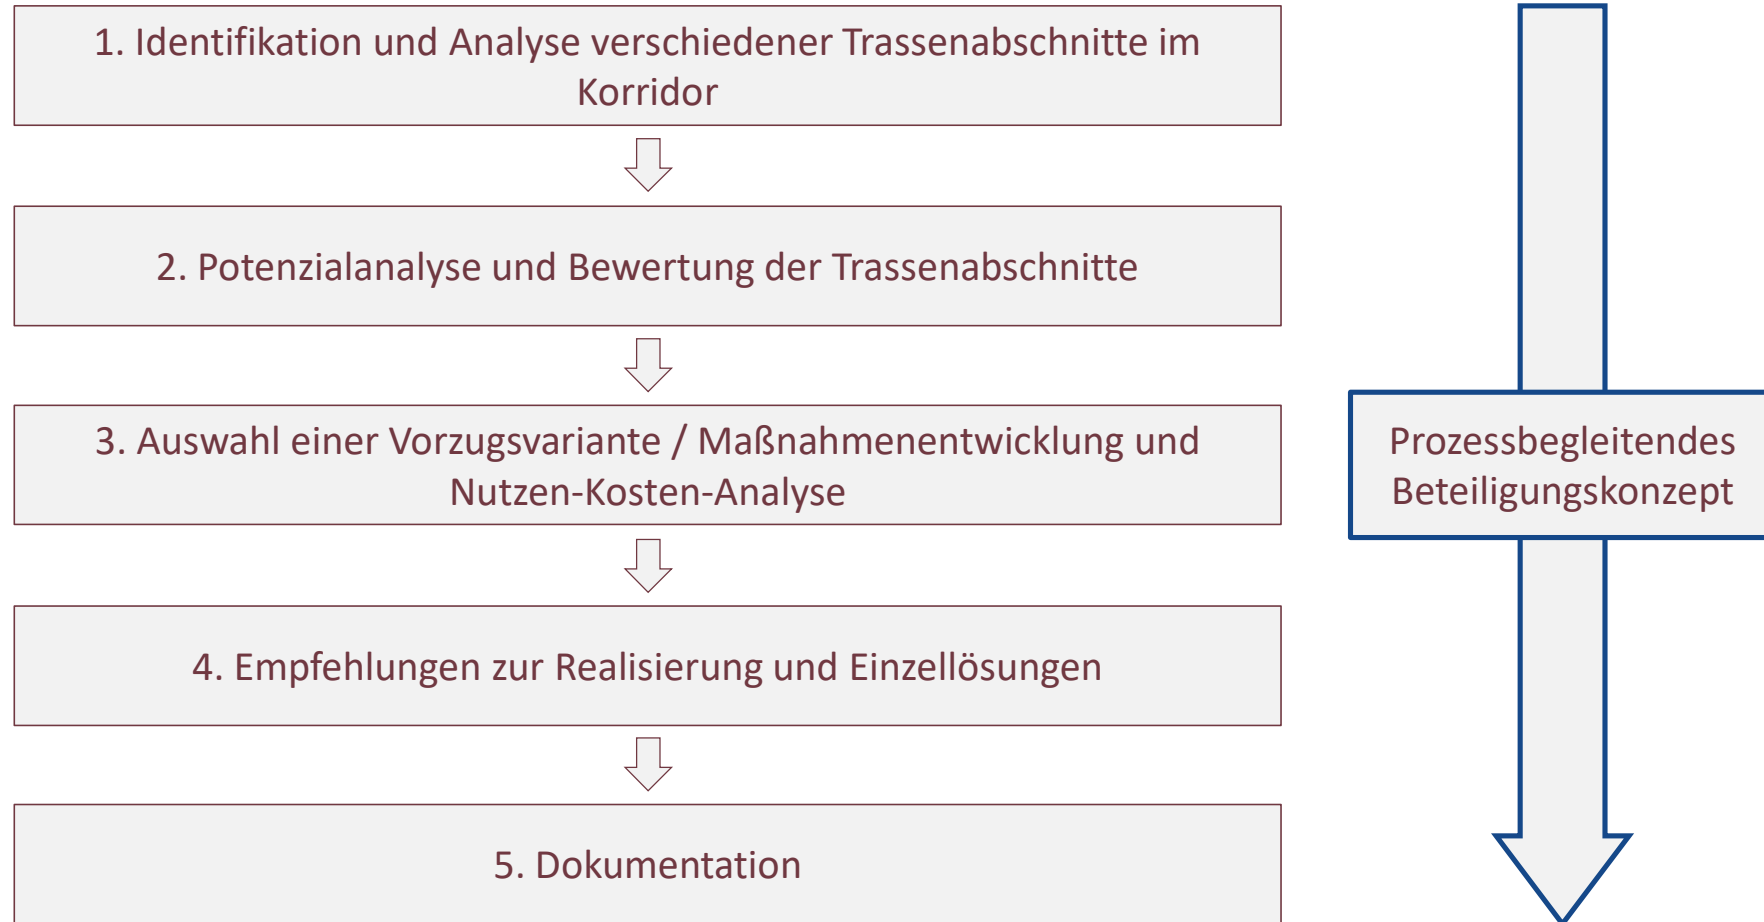 1. Identifikation und Analyse verschiedener Trassenabschnitte im
Korridor
2. Potenzialanalyse und Bewertung der Trassenabschnitte
3. Auswahl einer Vorzugsvariante / Maßnahmenentwicklung und
Nutzen-Kosten-Analyse
Prozessbegleitendes
Beteiligungskonzept
4. Empfehlungen zur Realisierung und Einzellösungen
5. Dokumentation